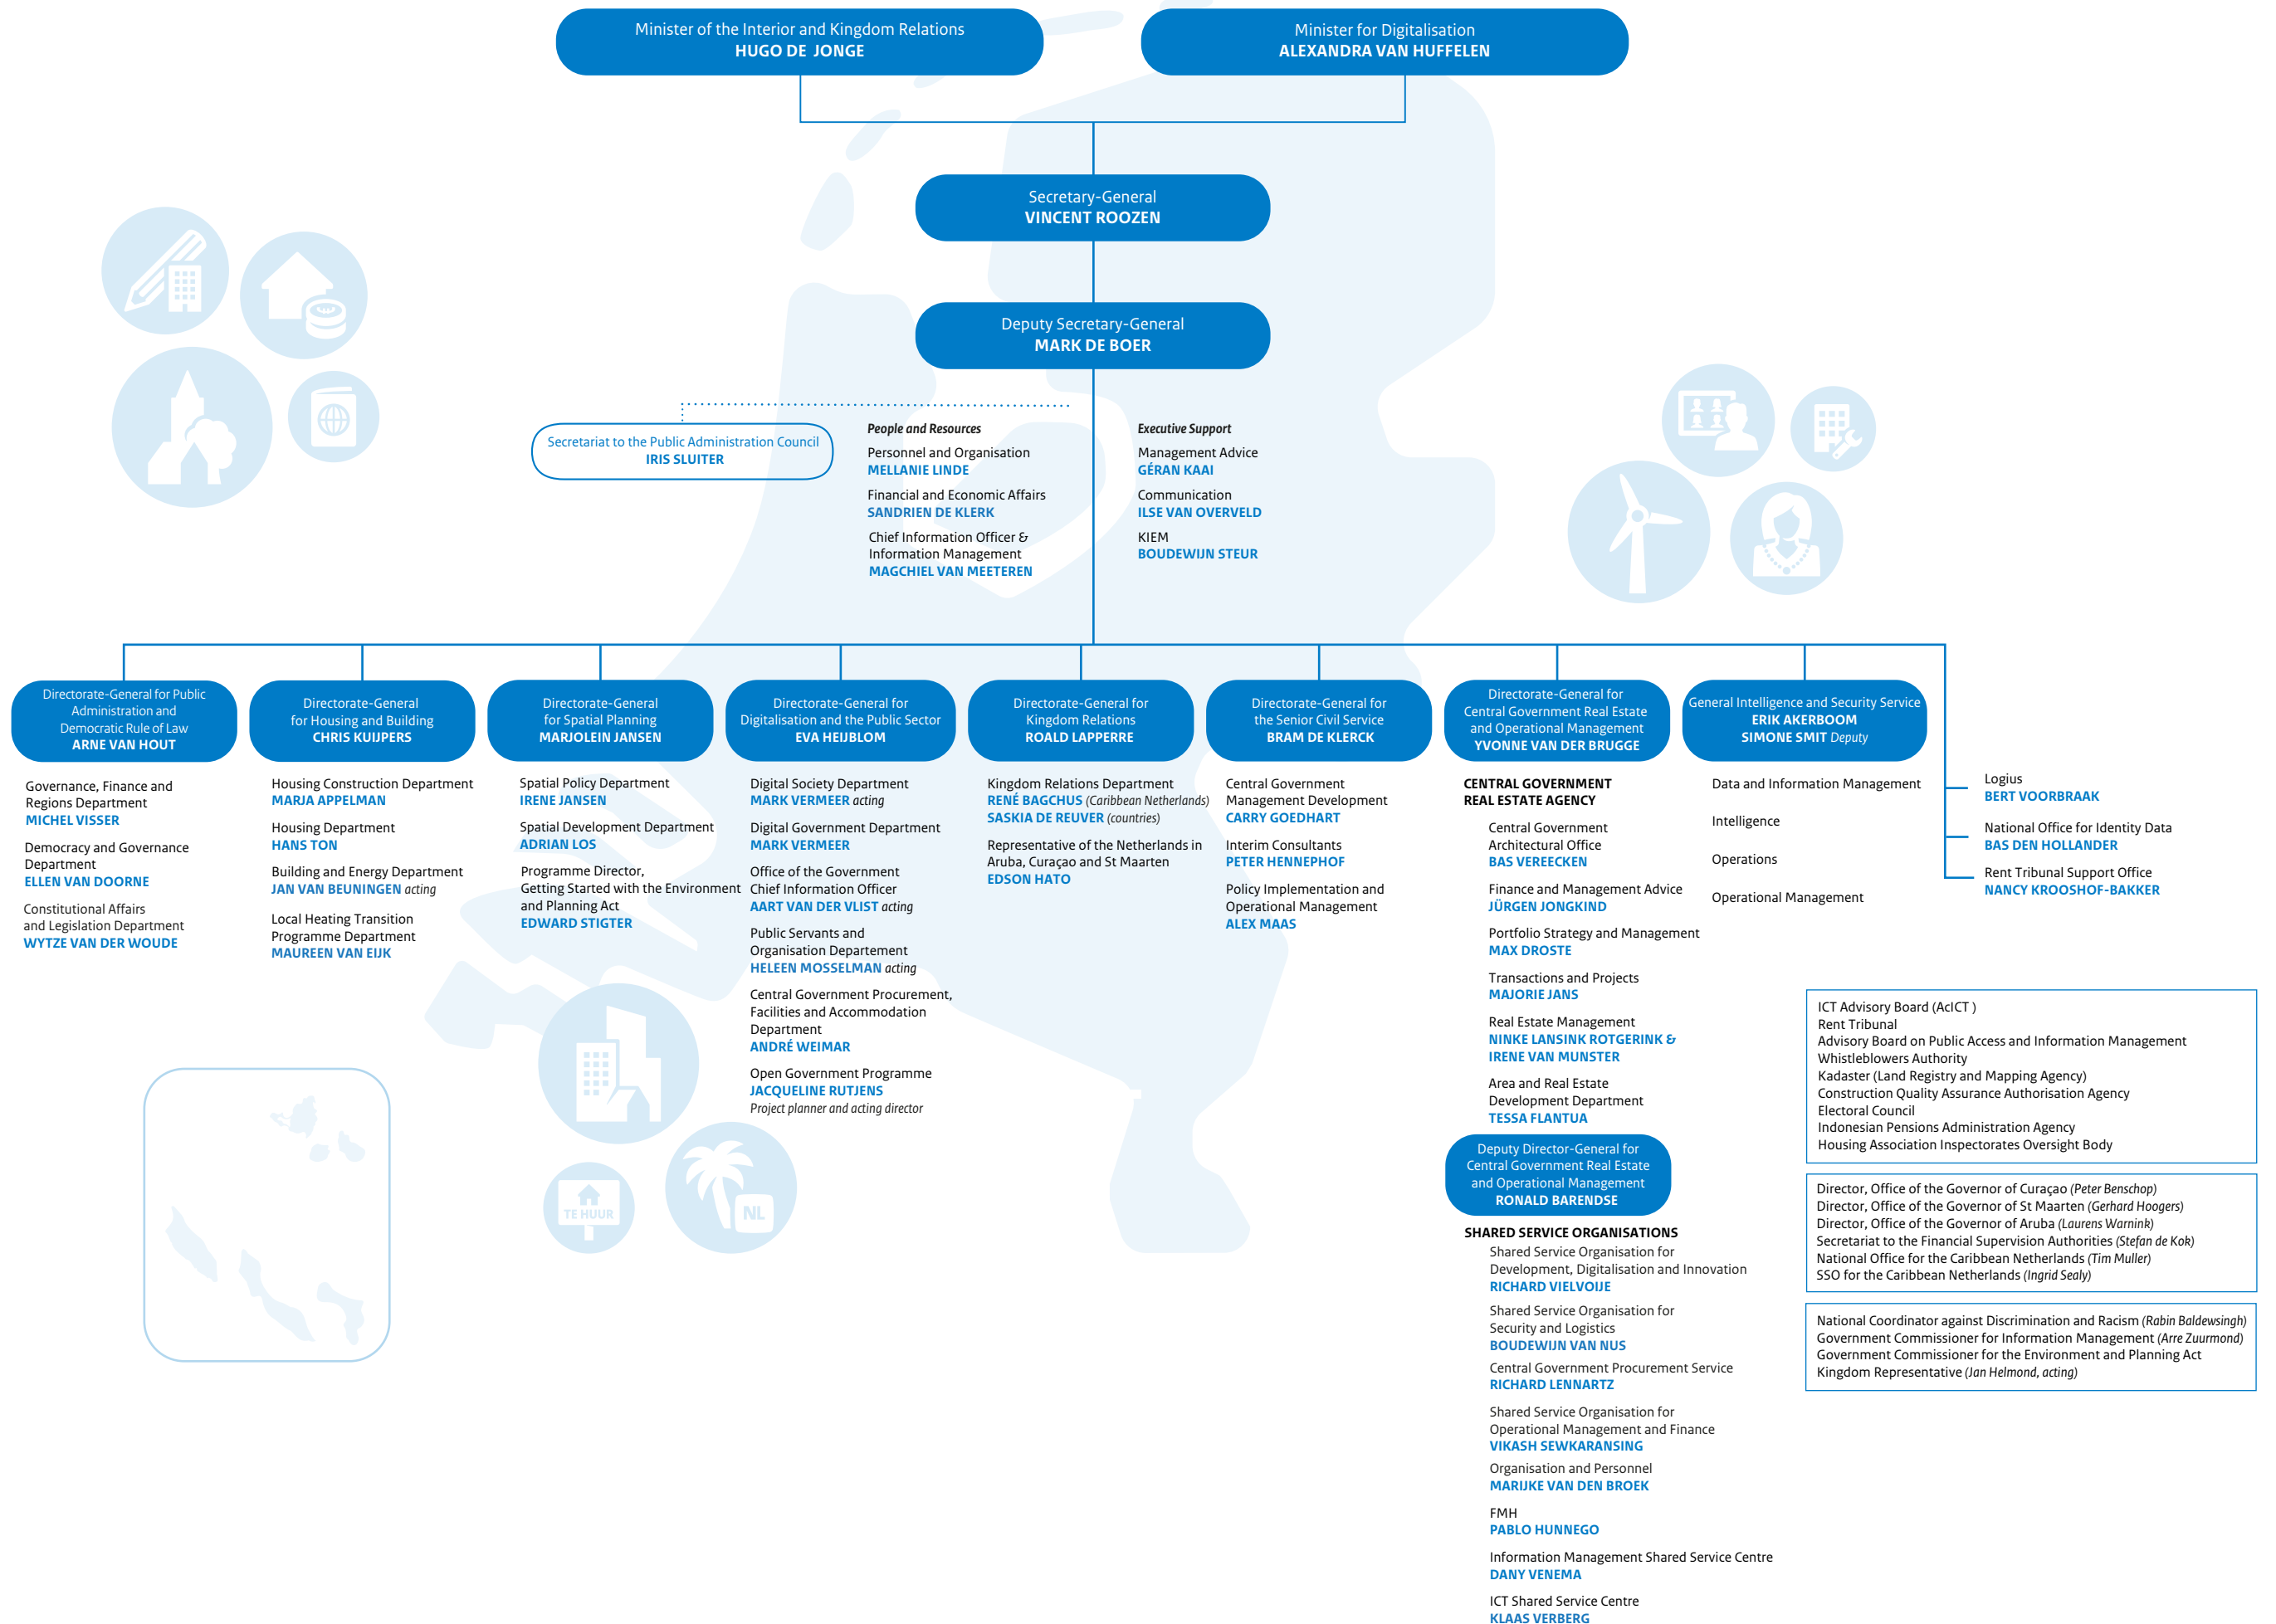 Minister of the Interior and Kingdom Relations
HUGO DE JONGE
Minister for Digitalisation
ALEXANDRA VAN HUFFELEN
Secretary-General
VINCENT ROOZEN
Deputy Secretary-General
MARK DE BOER
Secretariat to the Public Administration Council
IRIS SLUITER
People and Resources
Personnel and Organisation
MELLANIE LINDE
Financial and Economic Affairs
SANDRIEN DE KLERK
Chief Information Officer &
Information Management
MAGCHIEL VAN MEETEREN
Executive Support
Management Advice
GÉRAN KAAI
Communication
ILSE VAN OVERVELD
KIEM
BOUDEWIJN STEUR
Directorate-General for Public
Administration and
Democratic Rule of Law
ARNE VAN HOUT
Governance, Finance and
Regions Department
MICHEL VISSER
Democracy and Governance
Department
ELLEN VAN DOORNE
Constitutional Affairs
and Legislation Department
WYTZE VAN DER WOUDE
Directorate-General
for Housing and Building
CHRIS KUIJPERS
Housing Construction Department
MARJA APPELMAN
Housing Department
HANS TON
Building and Energy Department
JAN VAN BEUNINGEN acting
Local Heating Transition
Programme Department
MAUREEN VAN EIJK
Directorate-General
for Spatial Planning
MARJOLEIN JANSEN
Spatial Policy Department
IRENE JANSEN
Spatial Development Department
ADRIAN LOS
Programme Director,
Getting Started with the Environment
and Planning Act
EDWARD STIGTER
Directorate-General for
Digitalisation and the Public Sector
EVA HEIJBLOM
Digital Society Department
MARK VERMEER acting
Digital Government Department
MARK VERMEER
Office of the Government
Chief Information Officer
AART VAN DER VLIST acting
Public Servants and
Organisation Departement
HELEEN MOSSELMAN acting
Central Government Procurement,
Facilities and Accommodation
Department
ANDRÉ WEIMAR
Open Government Programme
JACQUELINE RUTJENS
Project planner and acting director
Directorate-General for
Kingdom Relations
ROALD LAPPERRE
Kingdom Relations Department
RENÉ BAGCHUS (Caribbean Netherlands)
SASKIA DE REUVER (countries)
Representative of the Netherlands in
Aruba, Curaçao and St Maarten
EDSON HATO
Directorate-General for
the Senior Civil Service
BRAM DE KLERCK
Central Government
Management Development
CARRY GOEDHART
Interim Consultants
PETER HENNEPHOF
Policy Implementation and
Operational Management
ALEX MAAS
Directorate-General for
Central Government Real Estate
and Operational Management
YVONNE VAN DER BRUGGE
CENTRAL GOVERNMENT
REAL ESTATE AGENCY
Central Government
Architectural Office
BAS VEREECKEN
Finance and Management Advice
JÜRGEN JONGKIND
Portfolio Strategy and Management
MAX DROSTE
Transactions and Projects
MAJORIE JANS
Real Estate Management
NINKE LANSINK ROTGERINK &
IRENE VAN MUNSTER
Area and Real Estate
Development Department
TESSA FLANTUA
Deputy Director-General for
Central Government Real Estate
and Operational Management
RONALD BARENDSE
SHARED SERVICE ORGANISATIONS
Shared Service Organisation for
Development, Digitalisation and Innovation
RICHARD VIELVOIJE
Shared Service Organisation for
Security and Logistics
BOUDEWIJN VAN NUS
Central Government Procurement Service
RICHARD LENNARTZ
Shared Service Organisation for
Operational Management and Finance
VIKASH SEWKARANSING
Organisation and Personnel
MARIJKE VAN DEN BROEK
FMH
PABLO HUNNEGO
Information Management Shared Service Centre
DANY VENEMA
ICT Shared Service Centre
KLAAS VERBERG
General Intelligence and Security Service
ERIK AKERBOOM
SIMONE SMIT Deputy
Data and Information Management
Intelligence
Operations
Operational Management
Logius
BERT VOORBRAAK
National Office for Identity Data
BAS DEN HOLLANDER
Rent Tribunal Support Office
NANCY KROOSHOF-BAKKER
ICT Advisory Board (AcICT )
Rent Tribunal
Advisory Board on Public Access and Information Management
Whistleblowers Authority
Kadaster (Land Registry and Mapping Agency)
Construction Quality Assurance Authorisation Agency
Electoral Council
Indonesian Pensions Administration Agency
Housing Association Inspectorates Oversight Body
Director, Office of the Governor of Curaçao (Peter Benschop)
Director, Office of the Governor of St Maarten (Gerhard Hoogers)
Director, Office of the Governor of Aruba (Laurens Warnink)
Secretariat to the Financial Supervision Authorities (Stefan de Kok)
National Office for the Caribbean Netherlands (Tim Muller)
SSO for the Caribbean Netherlands (Ingrid Sealy)
National Coordinator against Discrimination and Racism (Rabin Baldewsingh)
Government Commissioner for Information Management (Arre Zuurmond)
Government Commissioner for the Environment and Planning Act
Kingdom Representative (Jan Helmond, acting)
TE HUUR
NL